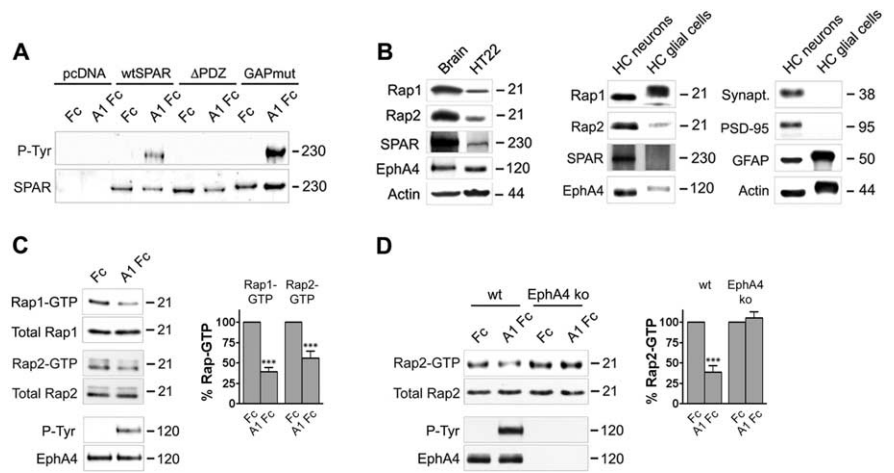 A
pcDNA wtSPAR ΔPDZ GAPmut
Fc A1 Fc Fc A1 Fc Fc A1 Fc Fc A1 Fc
P-Tyr 230
SPAR 230
B
Brain HT22
Rap1 21
Rap2 21
SPAR 230
EphA4 120
Actin 44
HC neurons HC glial cells
Rap1 21
Rap2 21
SPAR 230
EphA4 120
HC neurons HC glial cells
Synapt. 38
PSD-95 95
GFAP 50
Actin 44
C
Fc A1 Fc
Rap1-GTP 21
Total Rap1 21
Rap2-GTP 21
Total Rap2 21
P-Tyr 120
EphA4 120
Rap1- Rap2-
GTP GTP
% Rap-GTP
100
75
50
25
0
*** ***
Fc A1 Fc Fc A1 Fc
D
wt EphA4 ko
Fc A1 Fc Fc A1 Fc
Rap2-GTP 21
Total Rap2 21
P-Tyr 120
EphA4 120
wt EphA4
ko
% Rap2-GTP
100
75
50
25
0
***
Fc A1 Fc Fc A1 Fc